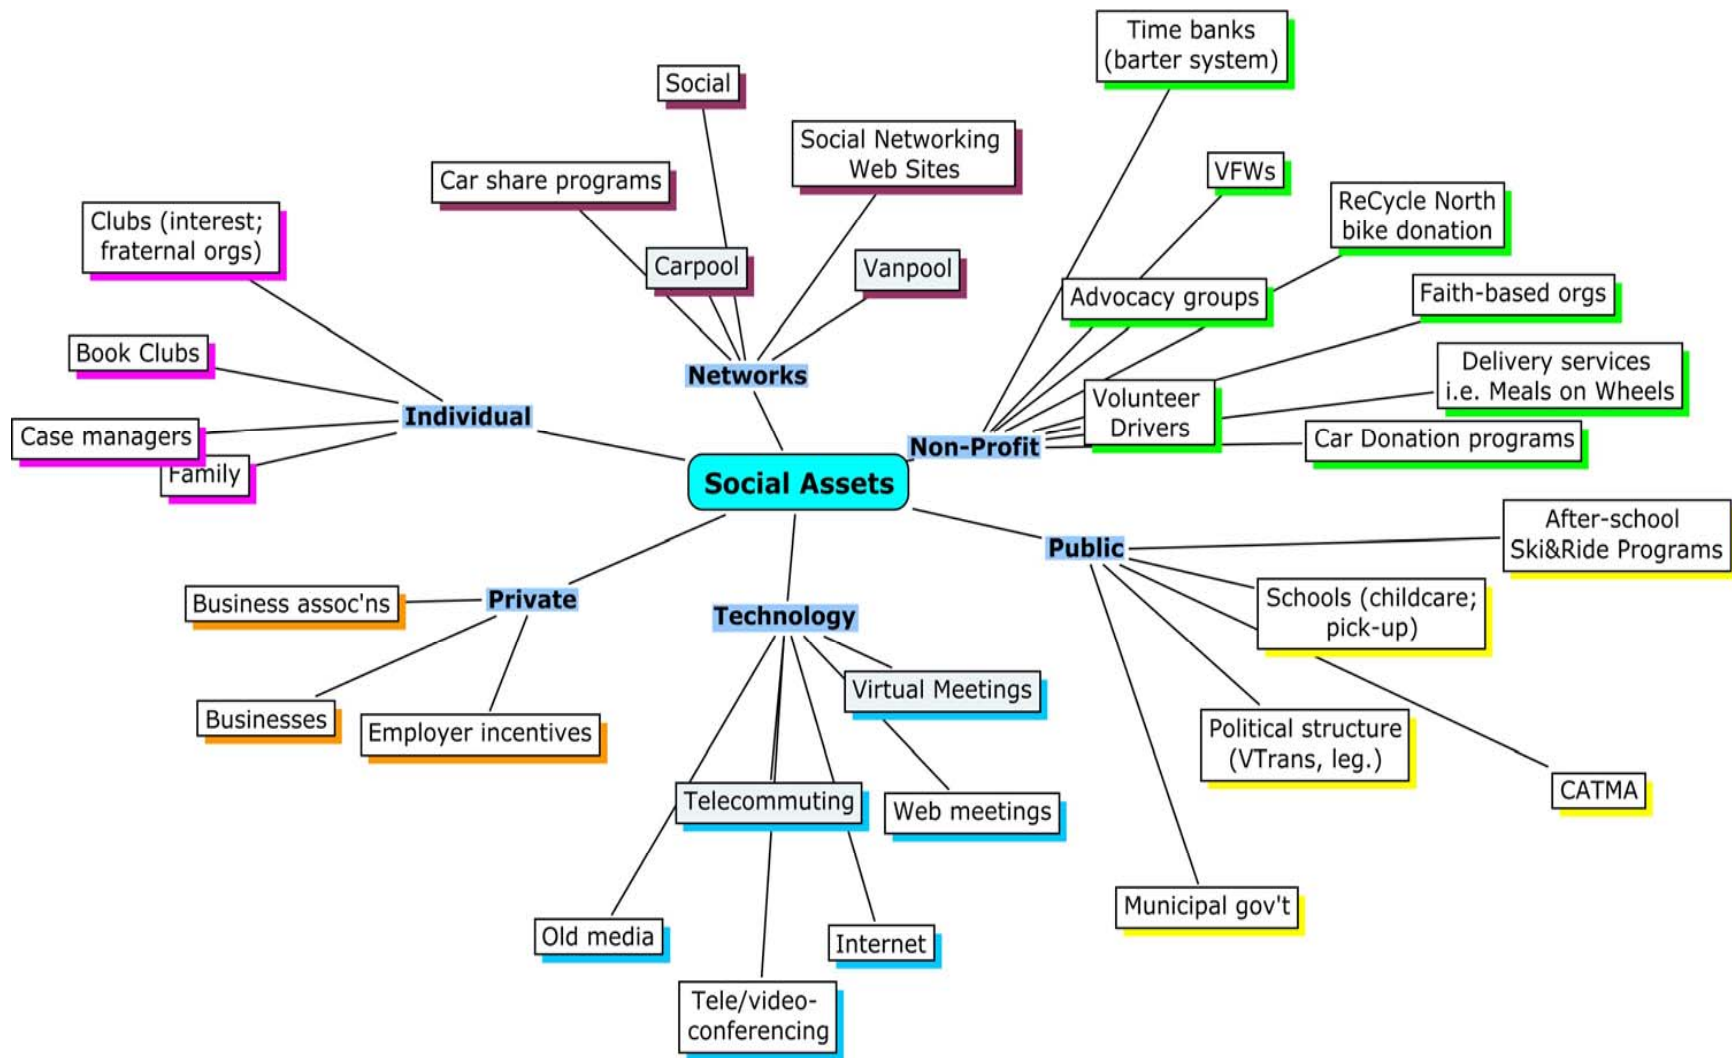 Time banks
(barter system)
Social
Social Networking
Web Sites
VFWs
Car share programs
ReCycle North
bike donation
Clubs (interest;
fraternal orgs)
Carpool
Vanpool
Advocacy groups
Faith-based orgs
Book Clubs
Networks
Delivery services
i.e. Meals on Wheels
Individual
Volunteer
Drivers
Case managers
Non-Profit
Car Donation programs
Family
Social Assets
After-school
Ski&Ride Programs
Public
Business assoc'ns
Private
Technology
Schools (childcare;
pick-up)
Virtual Meetings
Businesses
Employer incentives
Political structure
(VTrans, leg.)
Telecommuting
Web meetings
CATMA
Municipal gov't
Old media
Internet
Tele/video-
conferencing